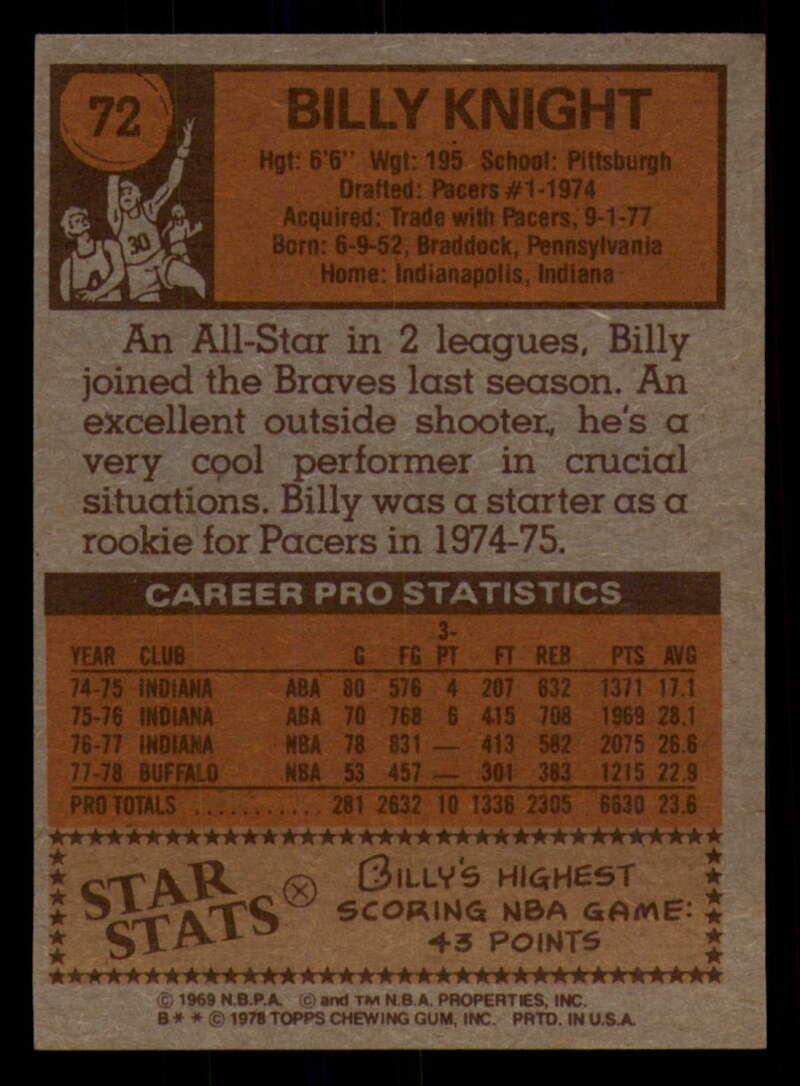 72
BILLY KNIGHT
Hgt: 6'6" Wgt: 195 School: Pittsburgh
Drafted: Pacers #1-1974
Acquired: Trade with Pacers, 9-1-77
Born: 6-9-52, Braddock, Pennsylvania
Home: Indianapolis, Indiana
30
An All-Star in 2 leagues, Billy
joined the Braves last season. An
excellent outside shooter, he's a
very cool performer in crucial
situations. Billy was a starter as a
rookie for Pacers in 1974-75.
CAREER PRO STATISTICS
YEAR CLUB G FG 3-PT FT REB PTS AVG
74-75 INDIANA ABA 80 576 4 207 632 1371 17.1
75-76 INDIANA ABA 70 768 6 415 708 1969 28.1
76-77 INDIANA NBA 78 831 — 413 582 2075 26.6
77-78 BUFFALO NBA 53 457 — 301 383 1215 22.9
PRO TOTALS ............ 281 2632 10 1336 2305 6630 23.6
STAR
STATS
BILLY'S HIGHEST
SCORING NBA GAME:
43 POINTS
© 1969 N.B.P.A. © and TM N.B.A. PROPERTIES, INC.
B* * © 1978 TOPPS CHEWING GUM, INC. PRTD. IN U.S.A.